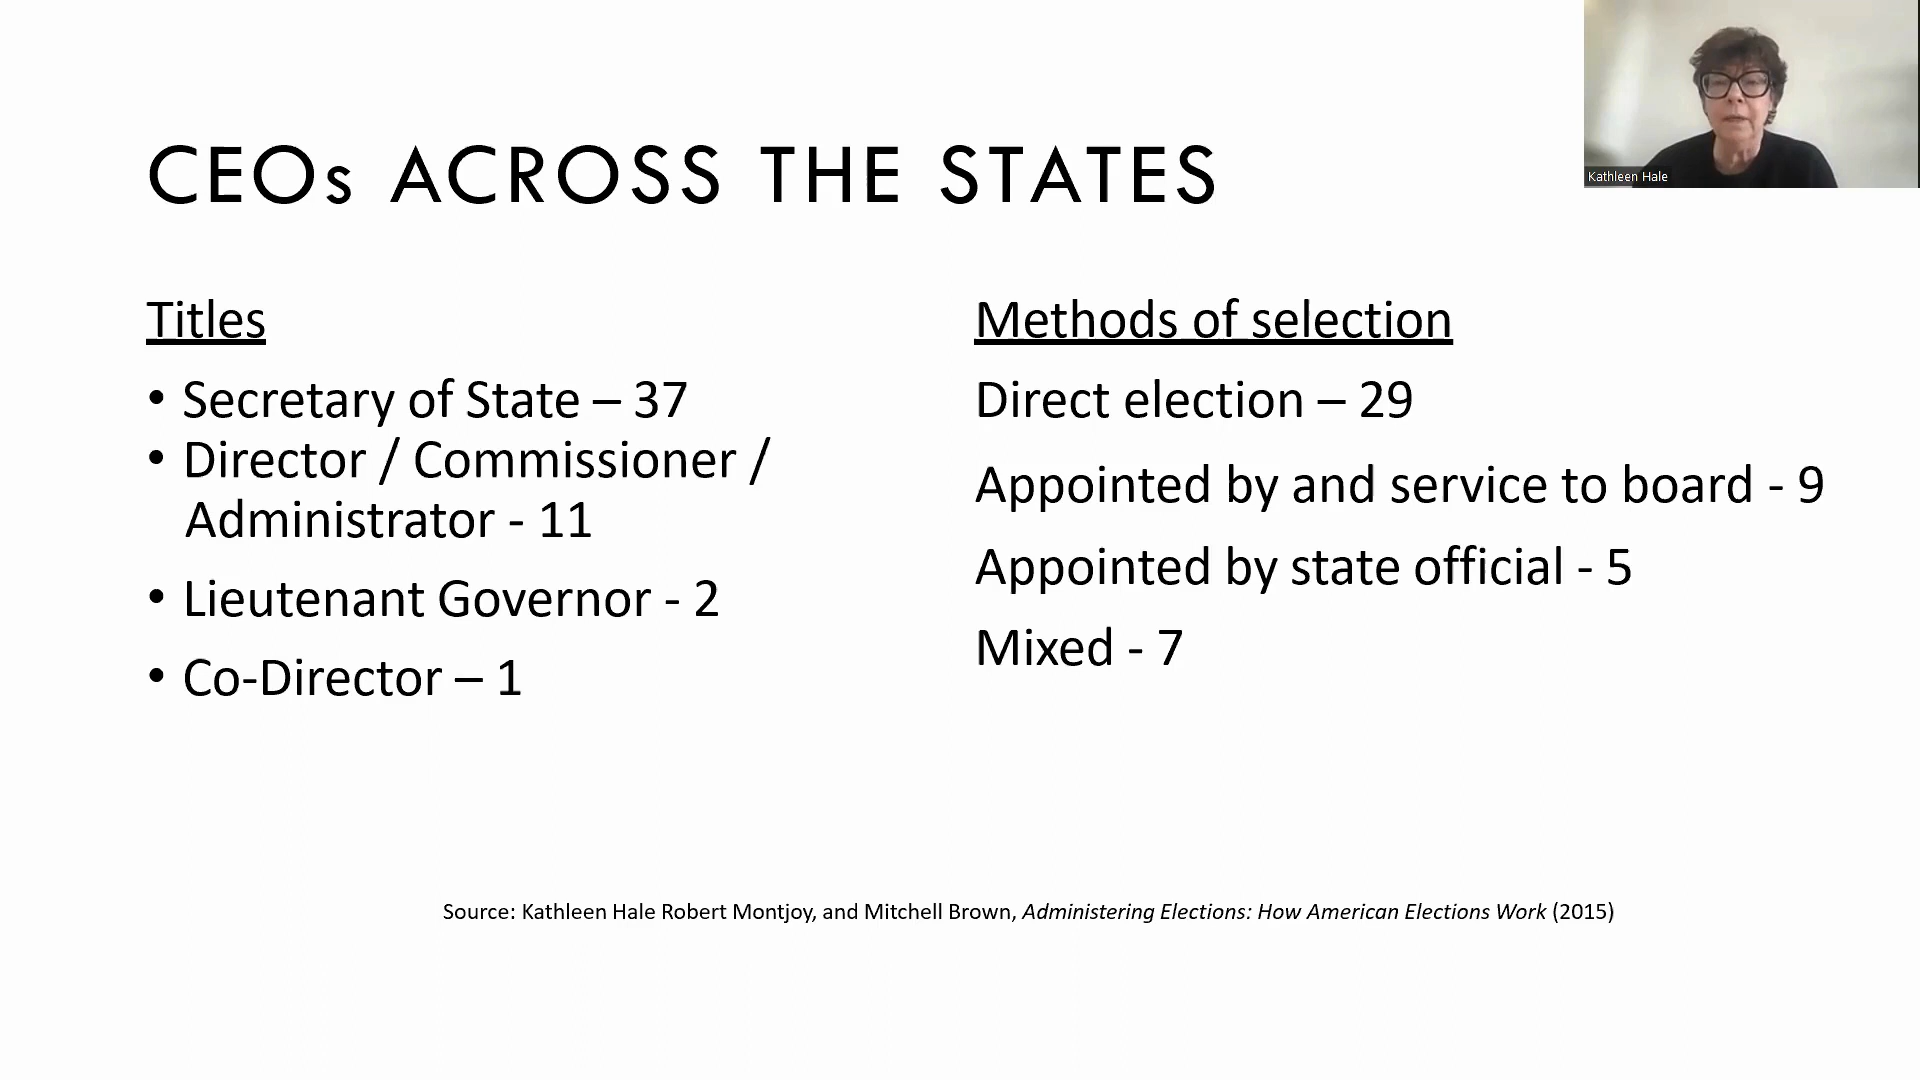 CEOs ACROSS THE STATES
Kathleen Hale
Titles
• Secretary of State – 37
• Director / Commissioner /
Administrator - 11
• Lieutenant Governor - 2
• Co-Director – 1
Methods of selection
Direct election – 29
Appointed by and service to board - 9
Appointed by state official - 5
Mixed - 7
Source: Kathleen Hale Robert Montjoy, and Mitchell Brown, Administering Elections: How American Elections Work (2015)